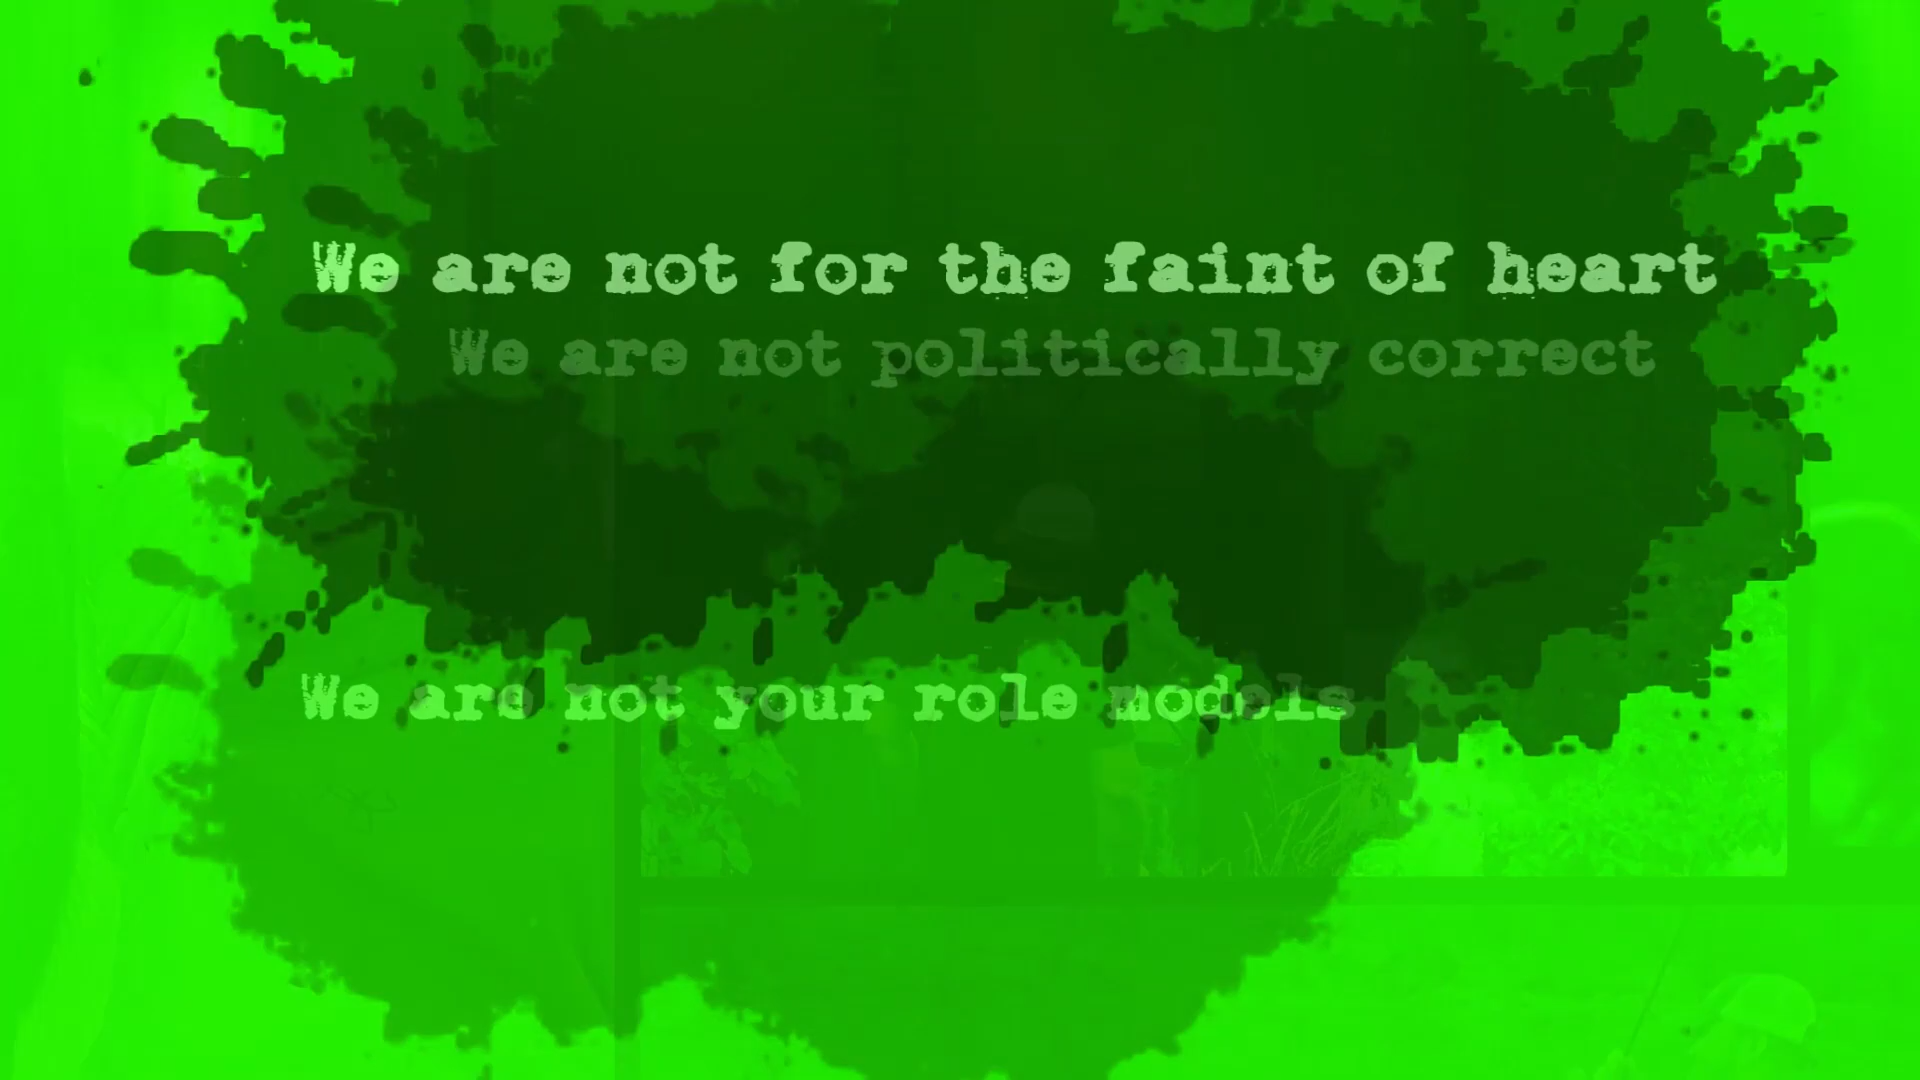 We are not for the faint of heart
We are not politically correct
We are not your role models